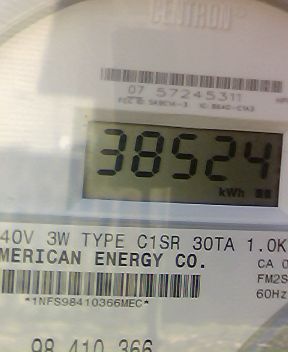 CENTRON®
07 57245311
38524
kWh
40V 3W TYPE C1SR 30TA 1.0K
MERICAN ENERGY CO.
CA 0
FM2S
60Hz
*1NFS98410366MEC*
98 410 366